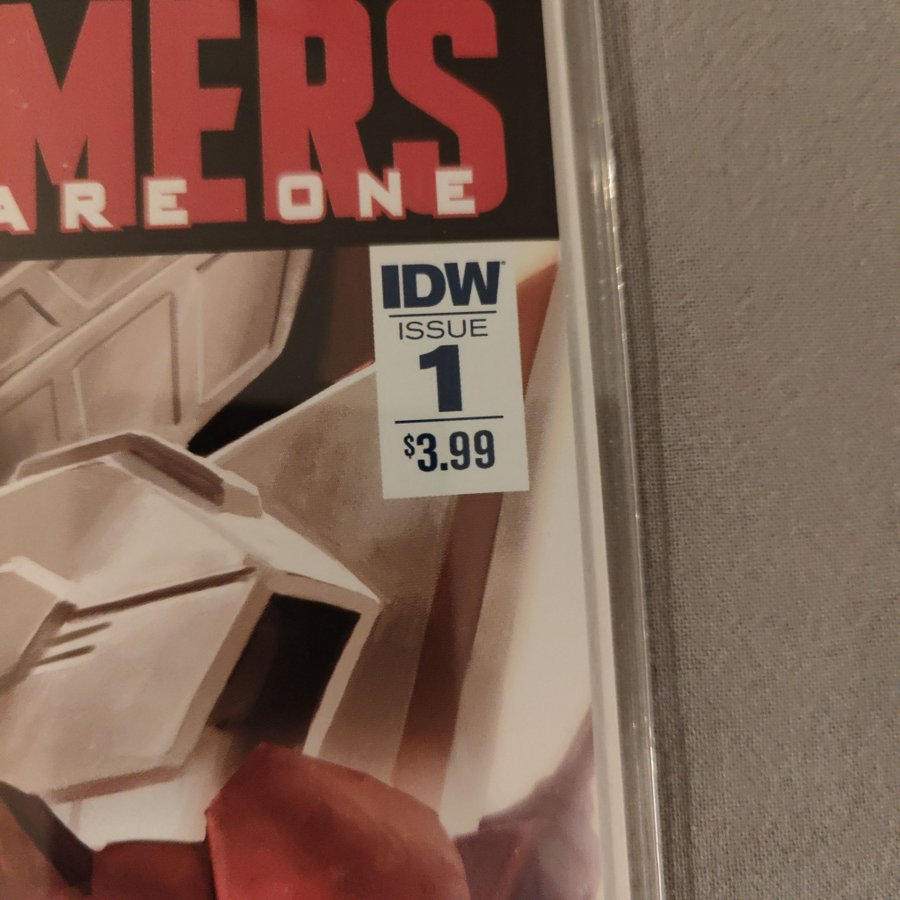 MERS
ARE ONE
IDW
ISSUE
1
$3.99